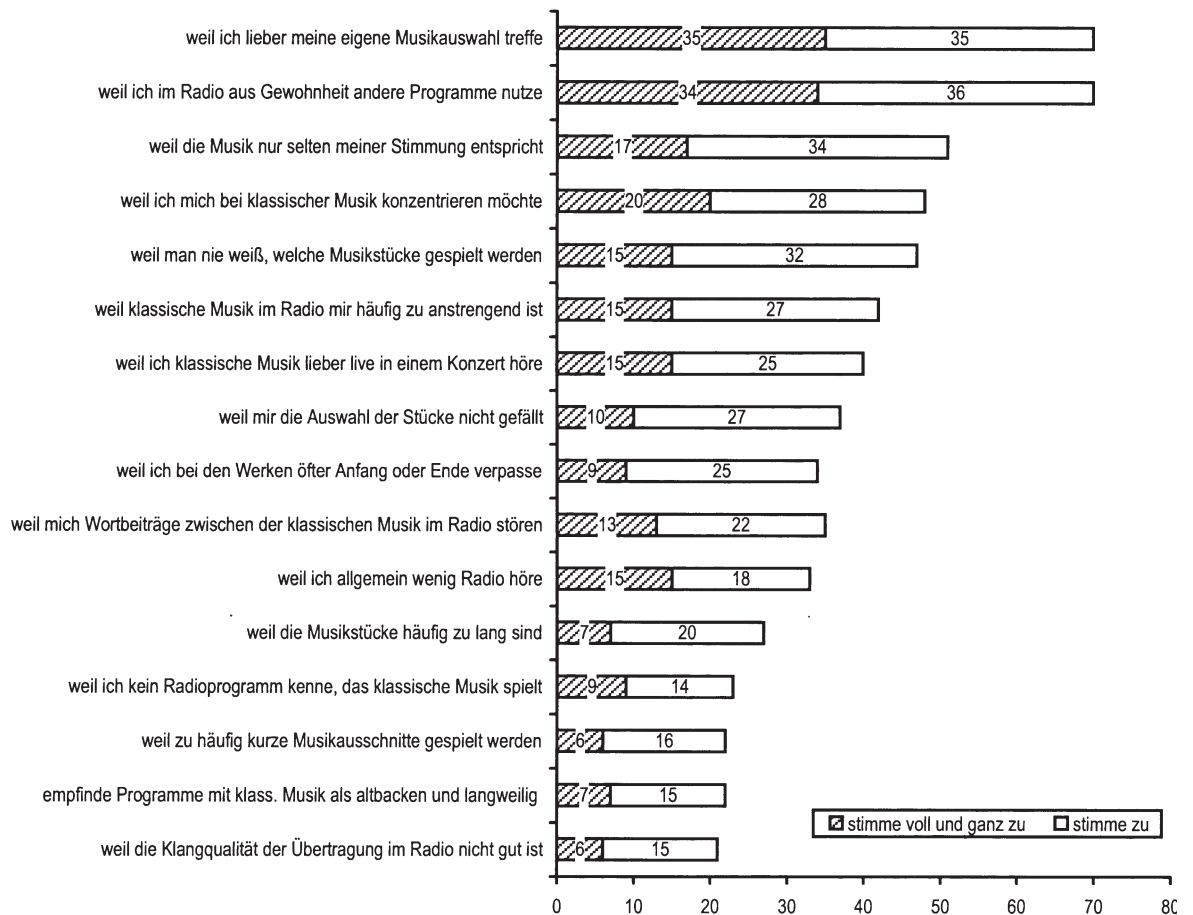 weil ich lieber meine eigene Musikauswahl treffe 35 35
weil ich im Radio aus Gewohnheit andere Programme nutze 34 36
weil die Musik nur selten meiner Stimmung entspricht 17 34
weil ich mich bei klassischer Musik konzentrieren möchte 20 28
weil man nie weiß, welche Musikstücke gespielt werden 15 32
weil klassische Musik im Radio mir häufig zu anstrengend ist 15 27
weil ich klassische Musik lieber live in einem Konzert höre 15 25
weil mir die Auswahl der Stücke nicht gefällt 10 27
weil ich bei den Werken öfter Anfang oder Ende verpasse 9 25
weil mich Wortbeiträge zwischen der klassischen Musik im Radio stören 13 22
weil ich allgemein wenig Radio höre 15 18
weil die Musikstücke häufig zu lang sind 7 20
weil ich kein Radioprogramm kenne, das klassische Musik spielt 9 14
weil zu häufig kurze Musikausschnitte gespielt werden 6 16
empfinde Programme mit klass. Musik als altbacken und langweilig 7 15
stimme voll und ganz zu stimme zu
weil die Klangqualität der Übertragung im Radio nicht gut ist 6 15
0 10 20 30 40 50 60 70 80